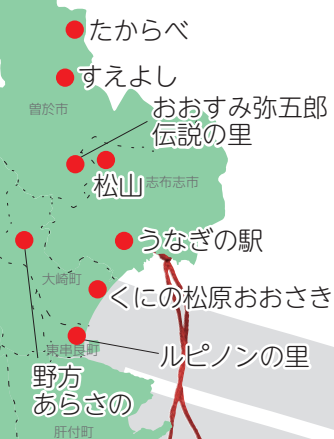 たからべ
すえよし
曽於市
おおすみ弥五郎
伝説の里
松山
志布志市
うなぎの駅
大崎町
くにの松原おおさき
東串良町
ルピノンの里
野方
あらさの
肝付町